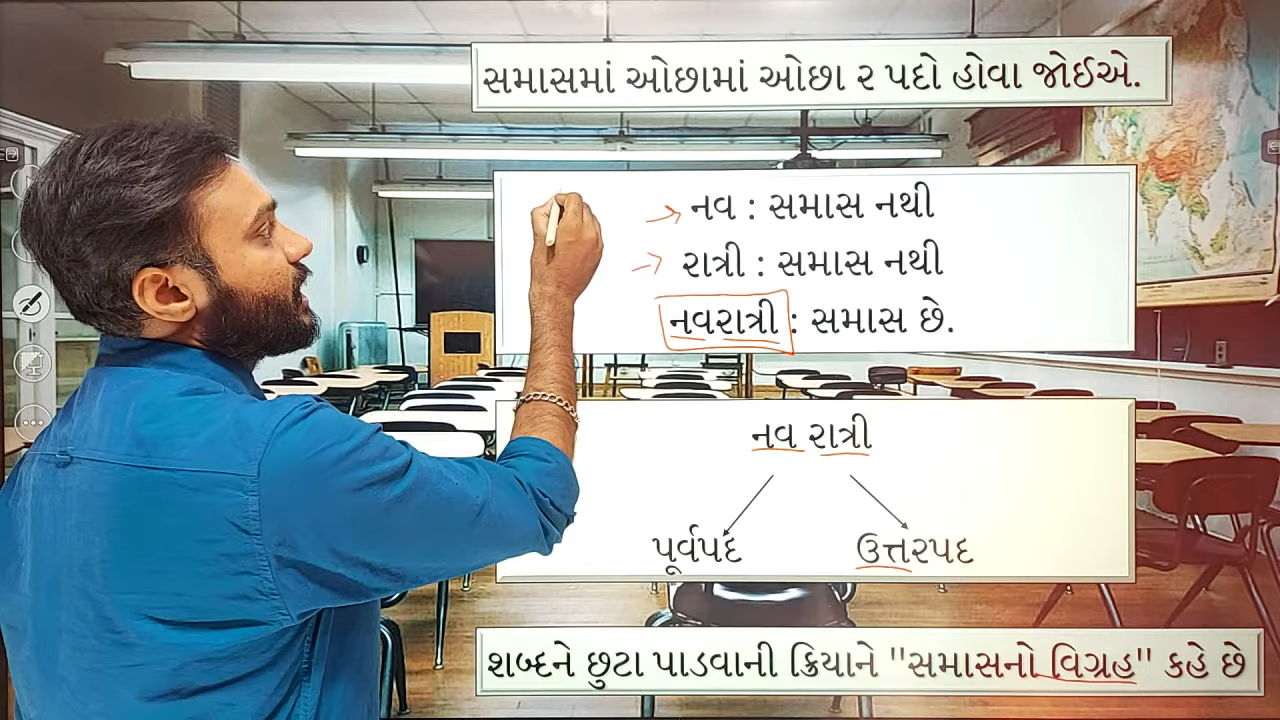 સમાસમાં ઓછામાં ઓછા ૨ પદો હોવા જોઈએ.
નવ : સમાસ નથી
રાત્રી : સમાસ નથી
નવરાત્રી : સમાસ છે.
નવ રાત્રી
પૂર્વપદ ઉત્તરપદ
શબ્દને છુટા પાડવાની ક્રિયાને "સમાસનો વિગ્રહ" કહે છે